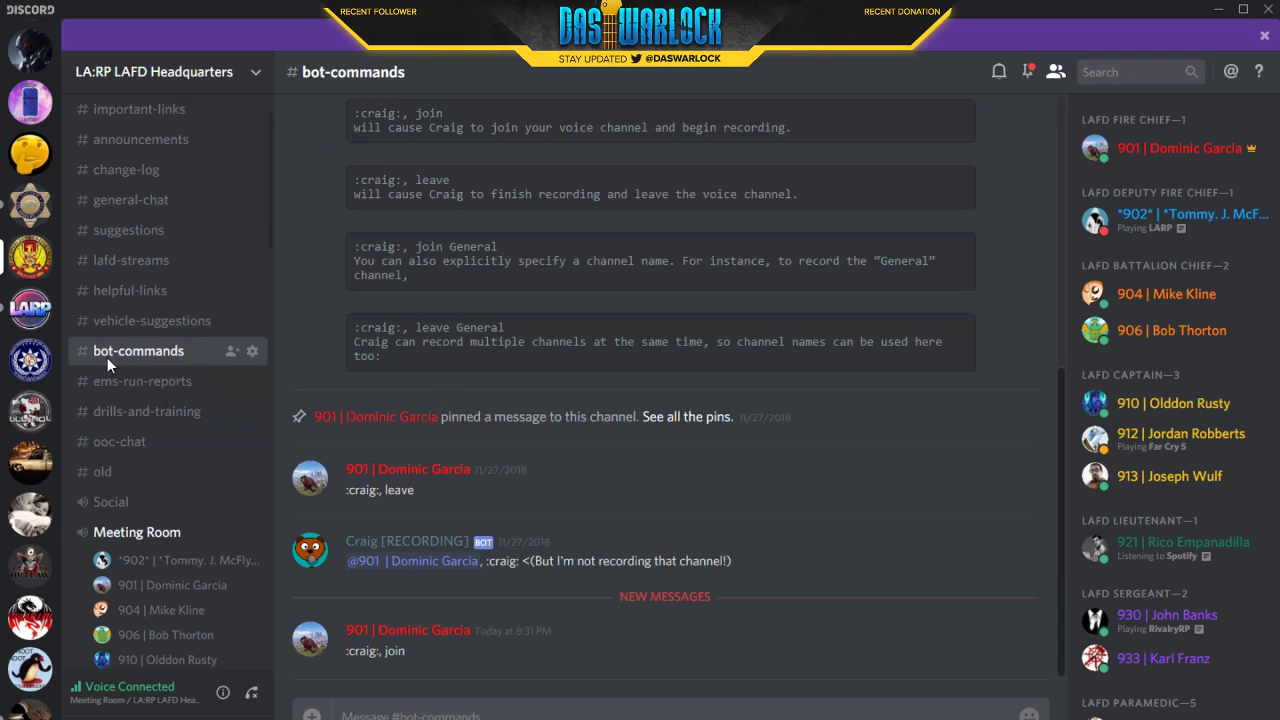 DISCORD
RECENT FOLLOWER
DAS WARLOCK
RECENT DONATION
STAY UPDATED @DASWARLOCK
LA:RP LAFD Headquarters
# important-links
# announcements
# change-log
# general-chat
# suggestions
# lafd-streams
# helpful-links
# vehicle-suggestions
# bot-commands
# ems-run-reports
# drills-and-training
# ooc-chat
# old
Social
Meeting Room
*902* | *Tommy. J. McFly...
901 | Dominic Garcia
904 | Mike Kline
906 | Bob Thorton
910 | Olddon Rusty
Voice Connected
Meeting Room / LA:RP LAFD Hea...
LARP
# bot-commands
Search
:craig:, join
will cause Craig to join your voice channel and begin recording.
:craig:, leave
will cause Craig to finish recording and leave the voice channel.
:craig:, join General
You can also explicitly specify a channel name. For instance, to record the “General”
channel,
:craig:, leave General
Craig can record multiple channels at the same time, so channel names can be used here
too:
901 | Dominic Garcia pinned a message to this channel. See all the pins. 11/27/2018
901 | Dominic Garcia 11/27/2018
:craig:, leave
Craig [RECORDING] BOT 11/27/2018
@901 | Dominic Garcia, :craig: <(But I'm not recording that channel!)
NEW MESSAGES
901 | Dominic Garcia Today at 8:31 PM
:craig:, join
Message #bot-commands
LAFD FIRE CHIEF—1
901 | Dominic Garcia
LAFD DEPUTY FIRE CHIEF—1
*902* | *Tommy. J. McF...
Playing LARP
LAFD BATTALION CHIEF—2
904 | Mike Kline
906 | Bob Thorton
LAFD CAPTAIN—3
910 | Olddon Rusty
912 | Jordan Robberts
Playing Far Cry 5
913 | Joseph Wulf
LAFD LIEUTENANT—1
921 | Rico Empanadilla
Listening to Spotify
LAFD SERGEANT—2
930 | John Banks
Playing RivalryRP
933 | Karl Franz
LAFD PARAMEDIC—5